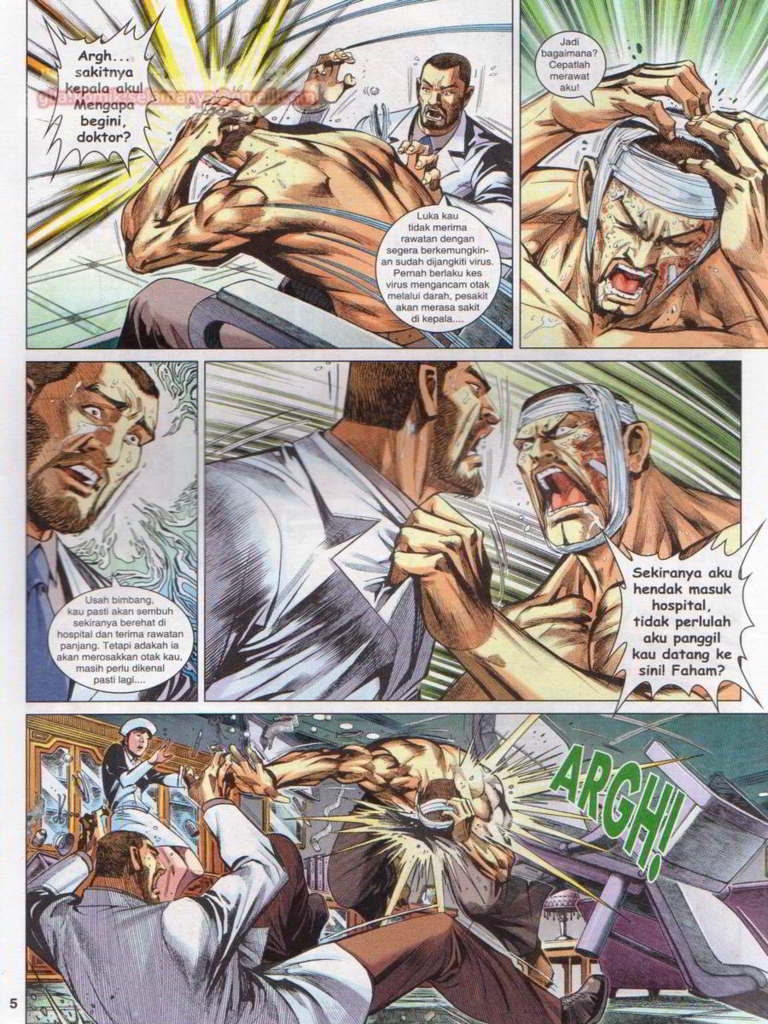 Argh...
sakitnya
kepala aku!
Mengapa
begini,
doktor?
Luka kau
tidak merima
rawatan dengan
segera berkemungkin-
an sudah dijangkiti virus.
Pernah berlaku kes
virus mengancam otak
melalui darah, pesakit
akan merasa sakit
di kepala....
Jadi
bagaimana?
Cepatlah
merawat
aku!
Usah bimbang,
kau pasti akan sembuh
sekiranya berehat di
hospital dan terima rawatan
panjang. Tetapi adakah ia
akan merosakkan otak kau,
masih perlu dikenal
pasti lagi....
Sekiranya aku
hendak masuk
hospital,
tidak perlulah
aku panggil
kau datang ke
sini! Faham?
ARGH!
5